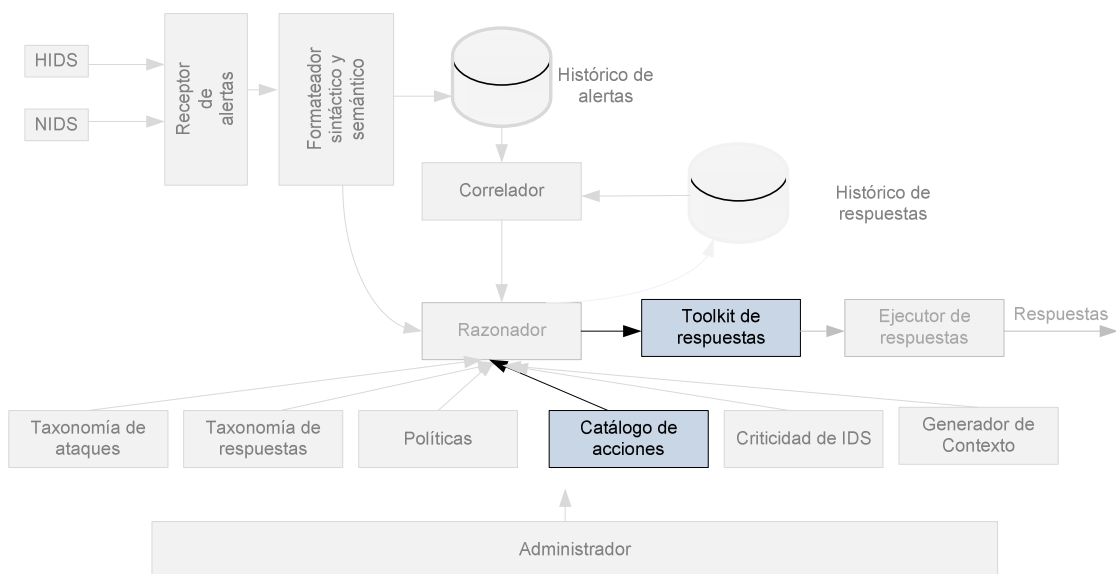 HIDS
NIDS
Receptor
de
alertas
Formateador
sintáctico y
semántico
Histórico de
alertas
Correlador
Histórico de
respuestas
Razonador
Toolkit de
respuestas
Ejecutor de
respuestas
Respuestas
Taxonomía de
ataques
Taxonomía de
respuestas
Políticas
Catálogo de
acciones
Criticidad de IDS
Generador de
Contexto
Administrador